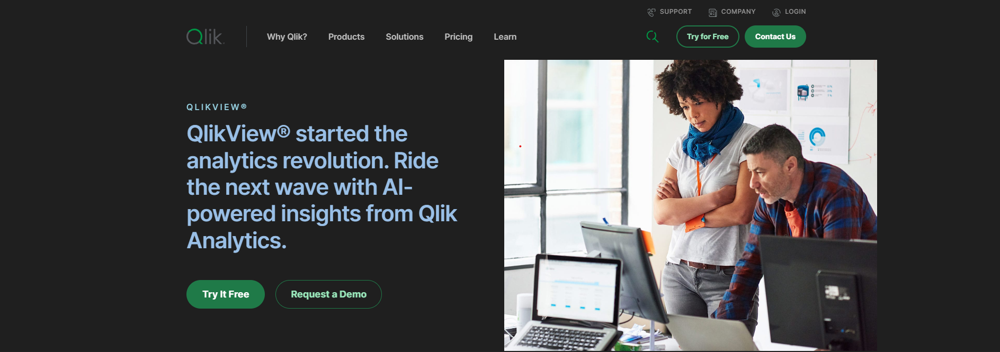 SUPPORT
COMPANY
LOGIN
Qlik
Why Qlik?
Products
Solutions
Pricing
Learn
Try for Free
Contact Us
QLIKVIEW®
QlikView® started the
analytics revolution. Ride
the next wave with AI-
powered insights from Qlik
Analytics.
Try It Free
Request a Demo